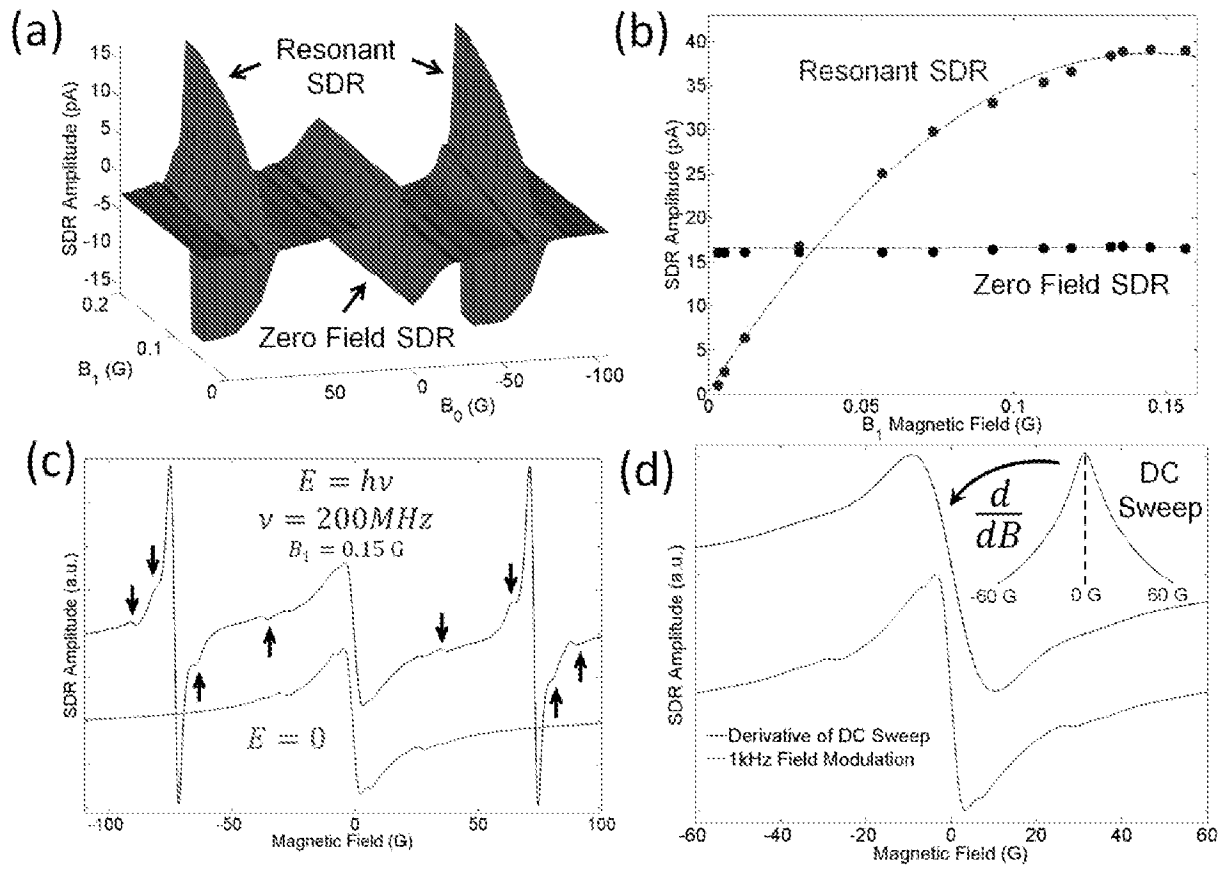 (a)
Resonant
SDR
SDR Amplitude (pA)
15
10
5
0
-5
-10
-15
0.2
0.1
0
B₁ (G)
Zero Field SDR
50
0
-50
-100
B₀ (G)
(b)
SDR Amplitude (pA)
40
35
30
25
20
15
10
5
0
Resonant SDR
Zero Field SDR
0
0.05
0.1
0.15
B₁ Magnetic Field (G)
(c)
SDR Amplitude (a.u.)
E = hν
ν = 200MHz
B₁ = 0.15 G
E = 0
-100
-50
0
50
100
Magnetic Field (G)
(d)
SDR Amplitude (a.u.)
d
dB
DC
Sweep
-60 G
0 G
60 G
Derivative of DC Sweep
1kHz Field Modulation
-60
-40
-20
0
20
40
60
Magnetic Field (G)